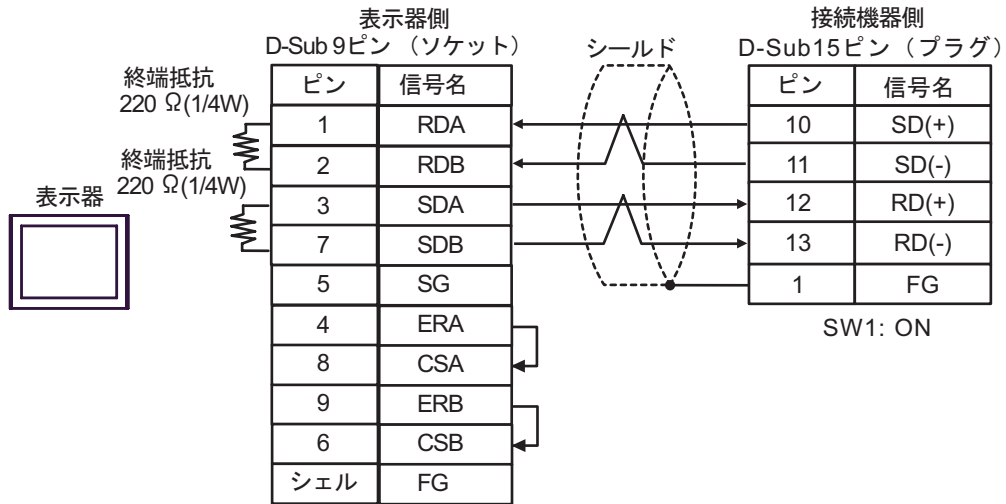 表示器側
D-Sub 9ピン （ソケット）
シールド
接続機器側
D-Sub15ピン（プラグ）
終端抵抗
220 Ω(1/4W)
終端抵抗
220 Ω(1/4W)
表示器
ピン 信号名
1 RDA
2 RDB
3 SDA
7 SDB
5 SG
4 ERA
8 CSA
9 ERB
6 CSB
シェル FG
ピン 信号名
10 SD(+)
11 SD(-)
12 RD(+)
13 RD(-)
1 FG
SW1: ON